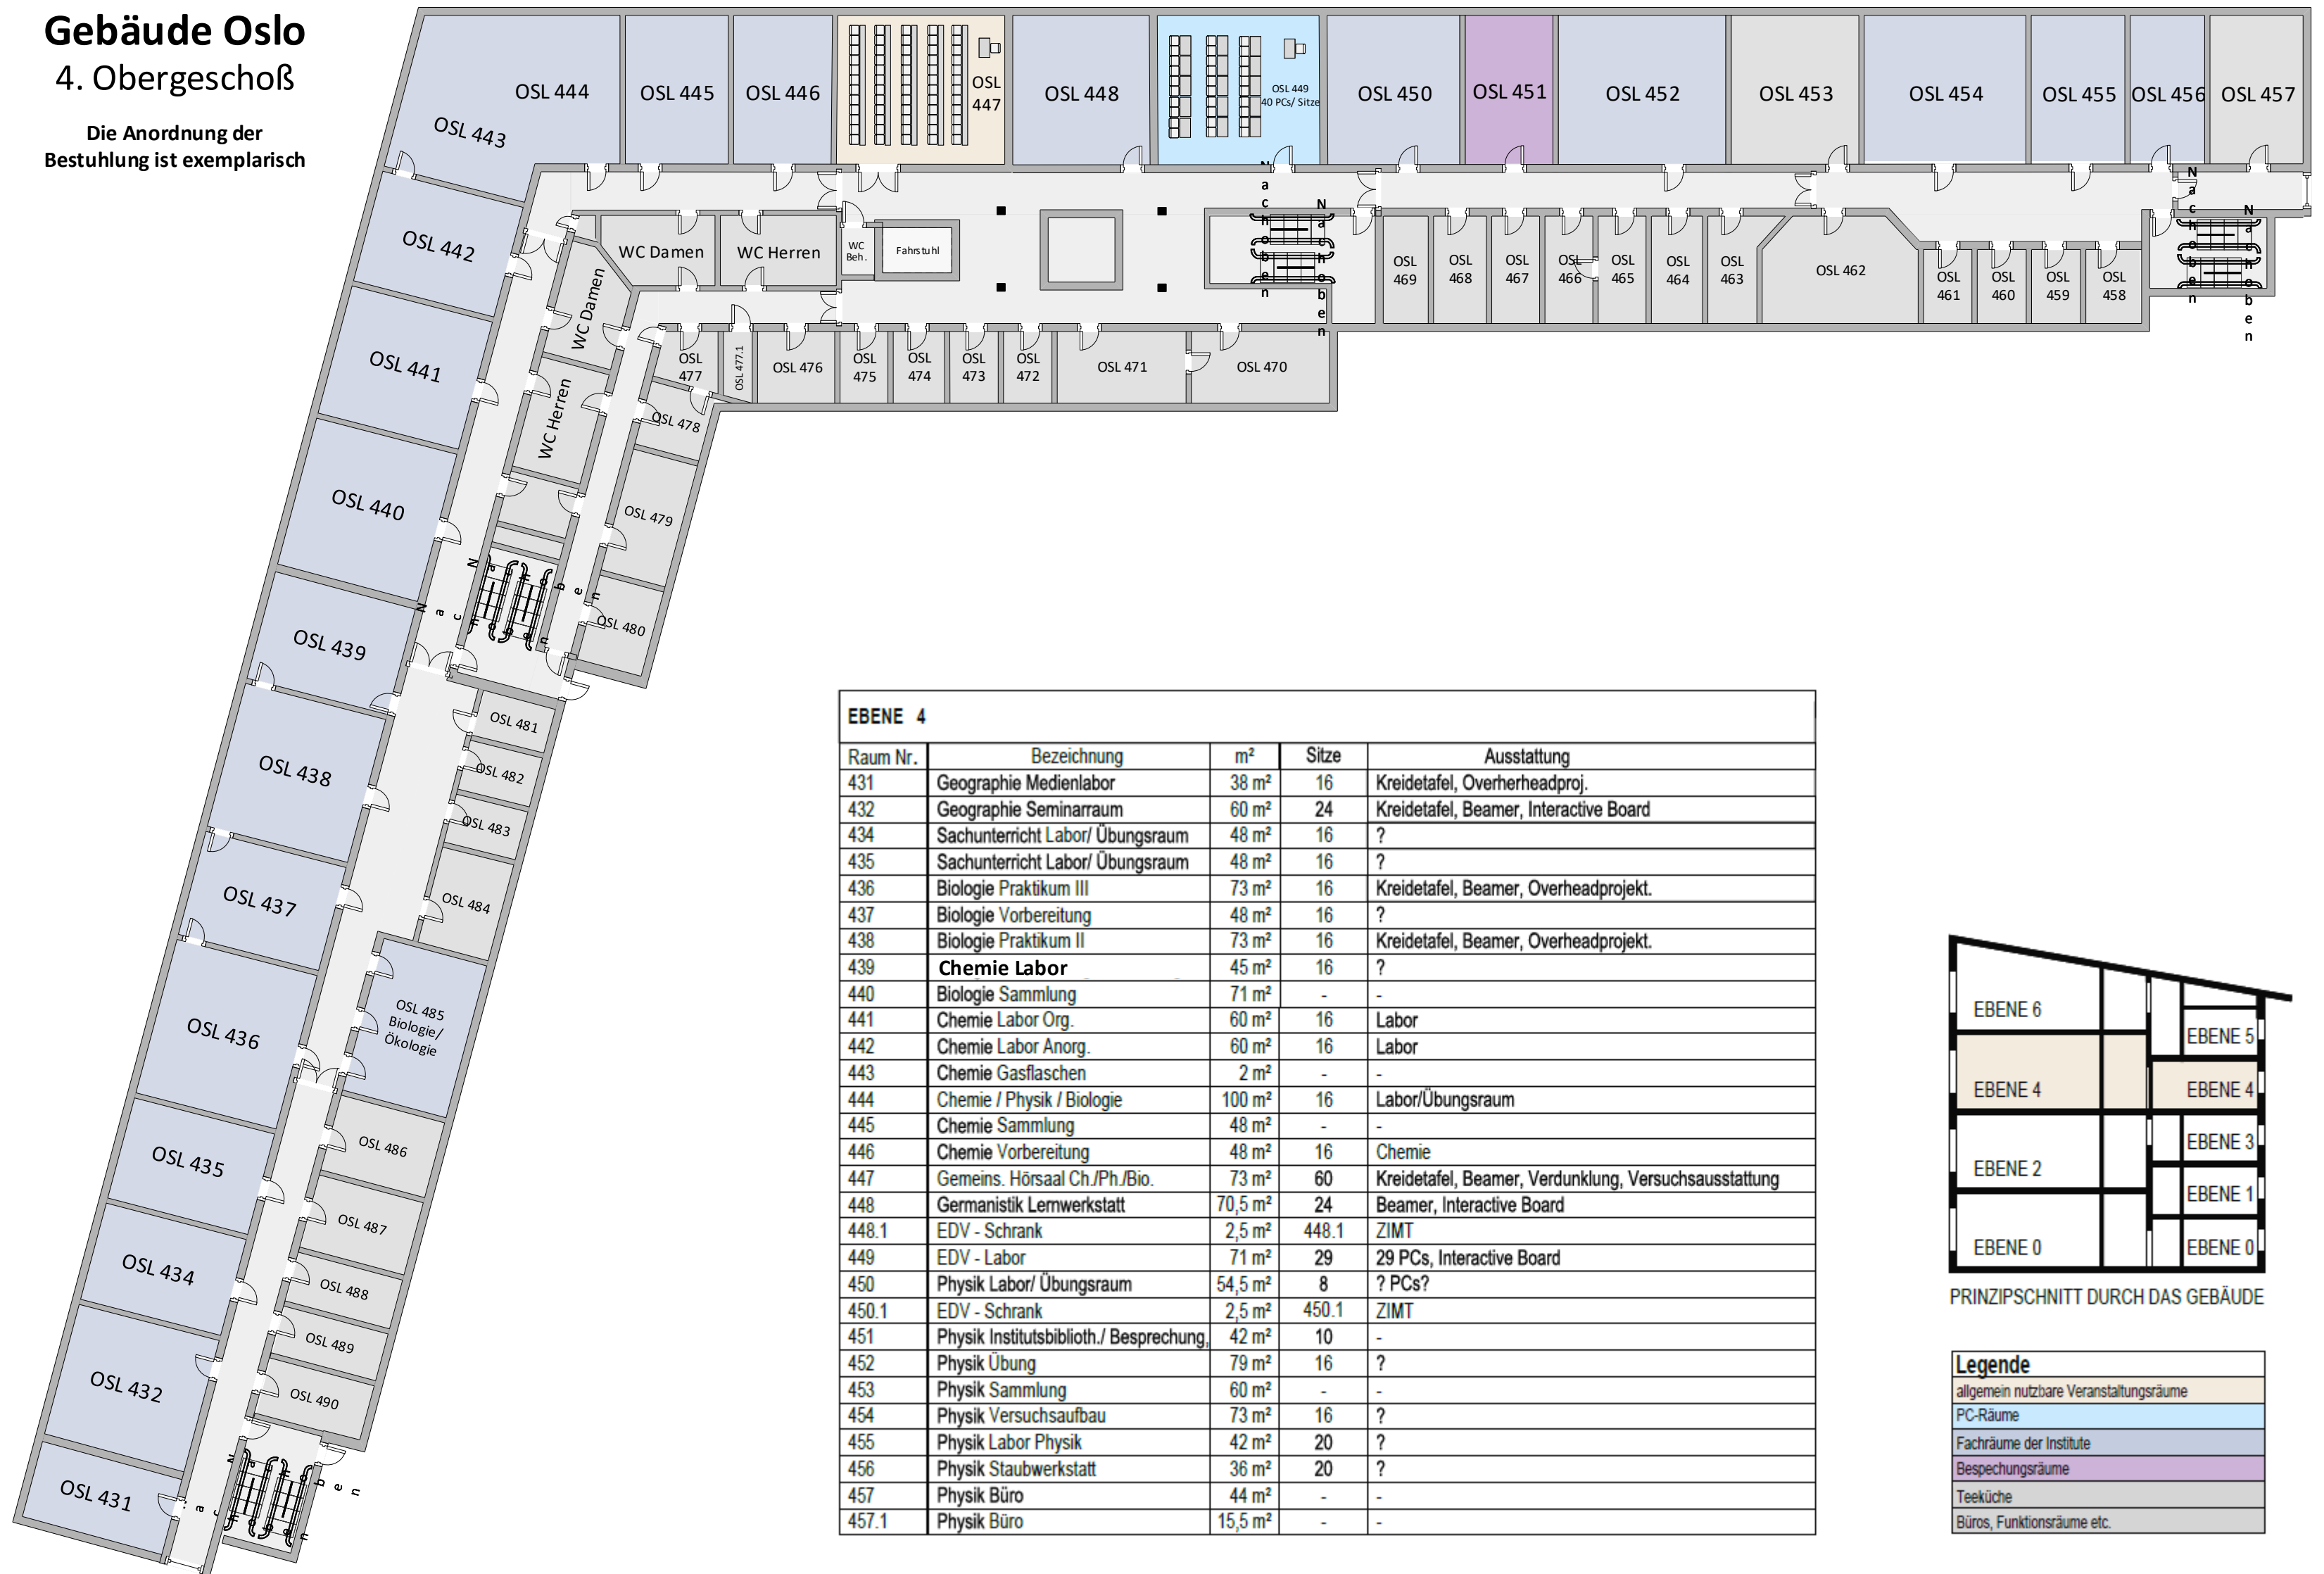 Gebäude Oslo
4. Obergeschoß
Die Anordnung der
Bestuhlung ist exemplarisch
OSL 443
OSL 444
OSL 445
OSL 446
OSL
447
OSL 448
OSL 449
40 PCs/ Sitze
OSL 450
OSL 451
OSL 452
OSL 453
OSL 454
OSL 455
OSL 456
OSL 457
OSL 442
OSL 441
OSL 440
OSL 439
OSL 438
OSL 437
OSL 436
OSL 435
OSL 434
OSL 432
OSL 431
WC Damen
WC Herren
WC
Beh.
Fahrstuhl
Nach oben
Nach oben
OSL
469
OSL
468
OSL
467
OSL
466
OSL
465
OSL
464
OSL
463
OSL 462
OSL
461
OSL
460
OSL
459
OSL
458
Nach oben
Nach oben
WC Damen
WC Herren
OSL
477
OSL 477.1
OSL 476
OSL
475
OSL
474
OSL
473
OSL
472
OSL 471
OSL 470
OSL 478
OSL 479
OSL 480
Nach oben
Nach oben
OSL 481
OSL 482
OSL 483
OSL 484
OSL 485
Biologie/
Ökologie
OSL 486
OSL 487
OSL 488
OSL 489
OSL 490
Nach oben
Nach oben
EBENE 4
Raum Nr. Bezeichnung m² Sitze Ausstattung
431 Geographie Medienlabor 38 m² 16 Kreidetafel, Overherheadproj.
432 Geographie Seminarraum 60 m² 24 Kreidetafel, Beamer, Interactive Board
434 Sachunterricht Labor/ Übungsraum 48 m² 16 ?
435 Sachunterricht Labor/ Übungsraum 48 m² 16 ?
436 Biologie Praktikum III 73 m² 16 Kreidetafel, Beamer, Overheadprojekt.
437 Biologie Vorbereitung 48 m² 16 ?
438 Biologie Praktikum II 73 m² 16 Kreidetafel, Beamer, Overheadprojekt.
439 Chemie Labor 45 m² 16 ?
440 Biologie Sammlung 71 m² - -
441 Chemie Labor Org. 60 m² 16 Labor
442 Chemie Labor Anorg. 60 m² 16 Labor
443 Chemie Gasflaschen 2 m² - -
444 Chemie / Physik / Biologie 100 m² 16 Labor/Übungsraum
445 Chemie Sammlung 48 m² - -
446 Chemie Vorbereitung 48 m² 16 Chemie
447 Gemeins. Hörsaal Ch./Ph./Bio. 73 m² 60 Kreidetafel, Beamer, Verdunklung, Versuchsausstattung
448 Germanistik Lernwerkstatt 70,5 m² 24 Beamer, Interactive Board
448.1 EDV - Schrank 2,5 m² 448.1 ZIMT
449 EDV - Labor 71 m² 29 29 PCs, Interactive Board
450 Physik Labor/ Übungsraum 54,5 m² 8 ? PCs?
450.1 EDV - Schrank 2,5 m² 450.1 ZIMT
451 Physik Institutsbiblioth./ Besprechung, 42 m² 10 -
452 Physik Übung 79 m² 16 ?
453 Physik Sammlung 60 m² - -
454 Physik Versuchsaufbau 73 m² 16 ?
455 Physik Labor Physik 42 m² 20 ?
456 Physik Staubwerkstatt 36 m² 20 ?
457 Physik Büro 44 m² - -
457.1 Physik Büro 15,5 m² - -
EBENE 6
EBENE 5
EBENE 4
EBENE 4
EBENE 3
EBENE 2
EBENE 1
EBENE 0
EBENE 0
PRINZIPSCHNITT DURCH DAS GEBÄUDE
Legende
allgemein nutzbare Veranstaltungsräume
PC-Räume
Fachräume der Institute
Bespechungsräume
Teeküche
Büros, Funktionsräume etc.